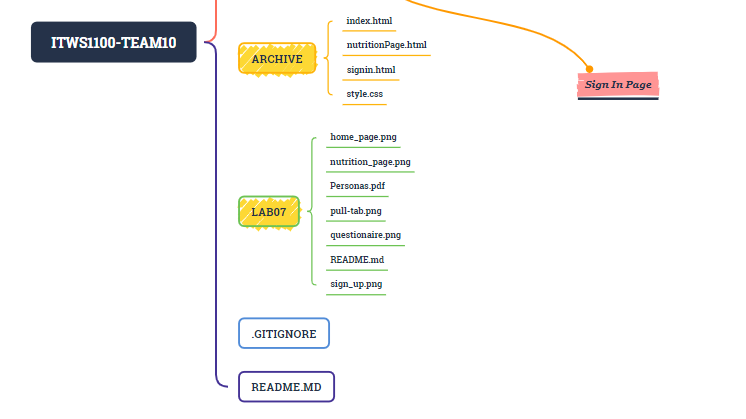 ITWS1100-TEAM10
ARCHIVE
index.html
nutritionPage.html
signin.html
style.css
Sign In Page
LAB07
home_page.png
nutrition_page.png
Personas.pdf
pull-tab.png
questionaire.png
README.md
sign_up.png
.GITIGNORE
README.MD